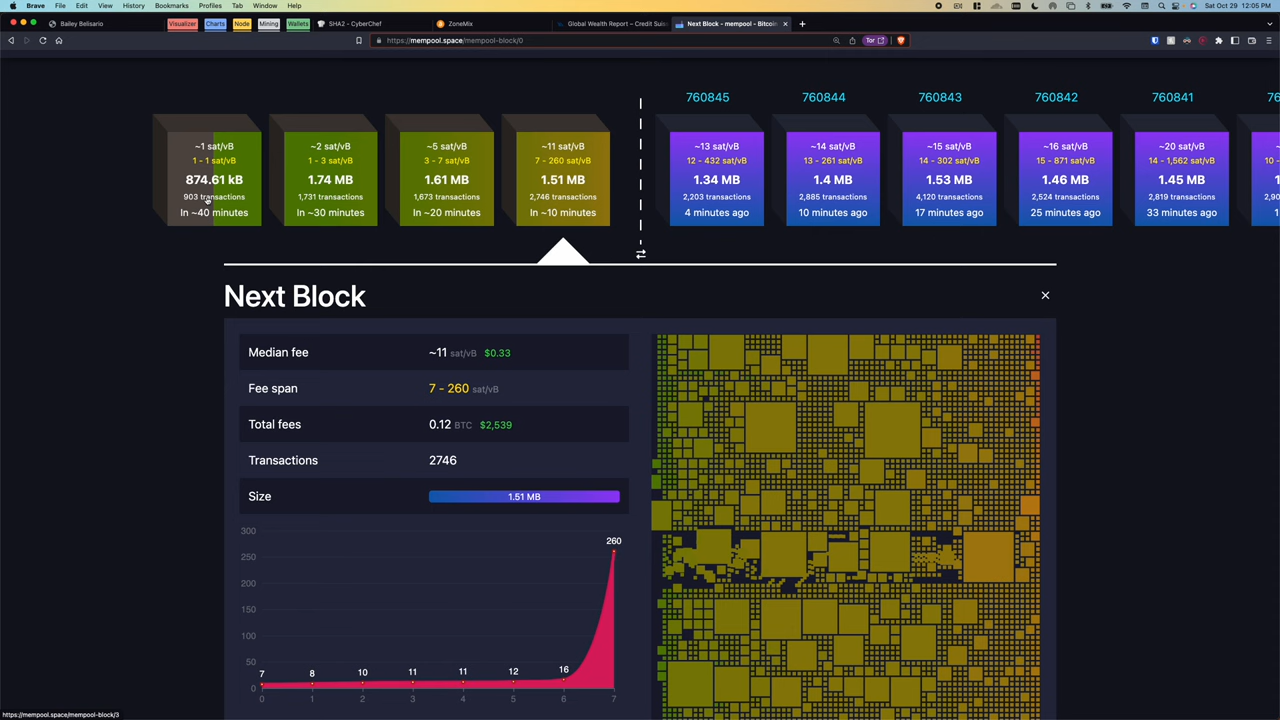 Brave File Edit View History Bookmarks Profiles Tab Window Help
Sat Oct 29 12:05 PM
Bailey Belisario
Visualizer
Charts
Node
Mining
Wallets
SHA2 - CyberChef
ZoneMix
Global Wealth Report – Credit Suis
Next Block - mempool - Bitcoin
https://mempool.space/mempool-block/0
Tor
760845
760844
760843
760842
760841
76
~1 sat/vB
1 - 1 sat/vB
874.61 kB
903 transactions
In ~40 minutes
~2 sat/vB
1 - 3 sat/vB
1.74 MB
1,731 transactions
In ~30 minutes
~5 sat/vB
3 - 7 sat/vB
1.61 MB
1,673 transactions
In ~20 minutes
~11 sat/vB
7 - 260 sat/vB
1.51 MB
2,746 transactions
In ~10 minutes
~13 sat/vB
12 - 432 sat/vB
1.34 MB
2,203 transactions
4 minutes ago
~14 sat/vB
13 - 261 sat/vB
1.4 MB
2,885 transactions
10 minutes ago
~15 sat/vB
14 - 302 sat/vB
1.53 MB
4,120 transactions
17 minutes ago
~16 sat/vB
15 - 871 sat/vB
1.46 MB
2,524 transactions
25 minutes ago
~20 sat/vB
14 - 1,562 sat/vB
1.45 MB
2,819 transactions
33 minutes ago
10 -
Next Block
Median fee ~11 sat/vB $0.33
Fee span 7 - 260 sat/vB
Total fees 0.12 BTC $2,539
Transactions 2746
Size 1.51 MB
300
250
200
150
100
50
0
260
7 8 10 11 11 12 16
0 1 2 3 4 5 6 7
https://mempool.space/mempool-block/3